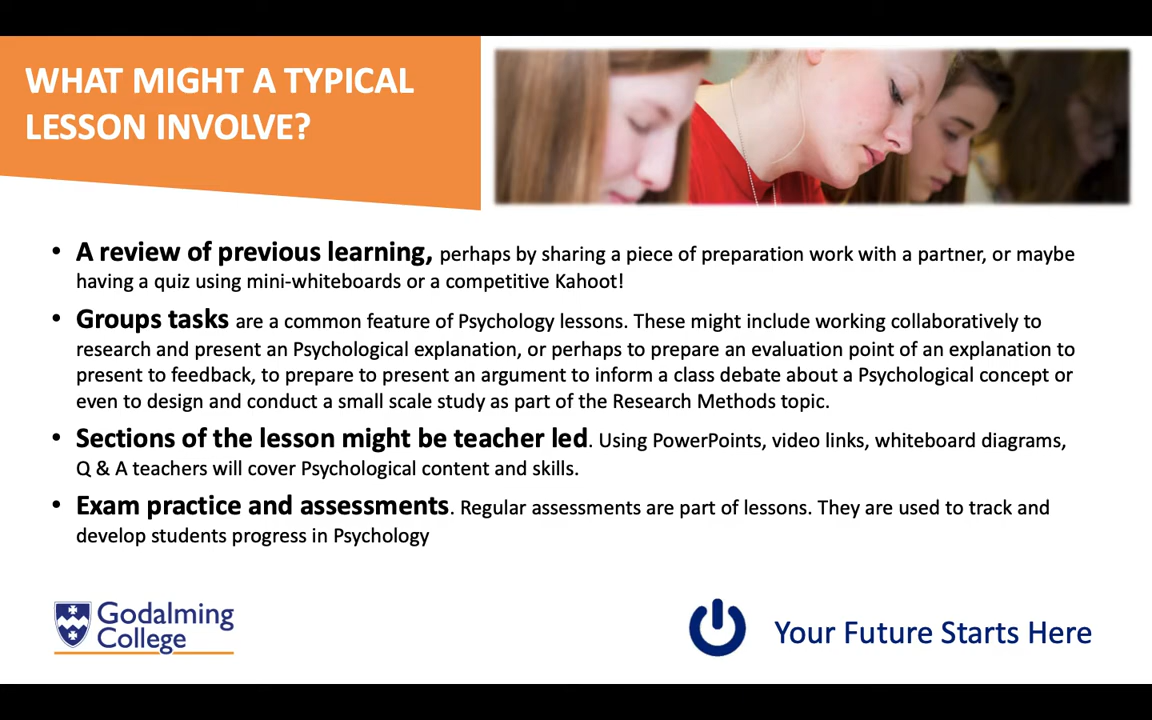 WHAT MIGHT A TYPICAL
LESSON INVOLVE?
• A review of previous learning, perhaps by sharing a piece of preparation work with a partner, or maybe
having a quiz using mini-whiteboards or a competitive Kahoot!
• Groups tasks are a common feature of Psychology lessons. These might include working collaboratively to
research and present an Psychological explanation, or perhaps to prepare an evaluation point of an explanation to
present to feedback, to prepare to present an argument to inform a class debate about a Psychological concept or
even to design and conduct a small scale study as part of the Research Methods topic.
• Sections of the lesson might be teacher led. Using PowerPoints, video links, whiteboard diagrams,
Q & A teachers will cover Psychological content and skills.
• Exam practice and assessments. Regular assessments are part of lessons. They are used to track and
develop students progress in Psychology
Godalming
College
Your Future Starts Here